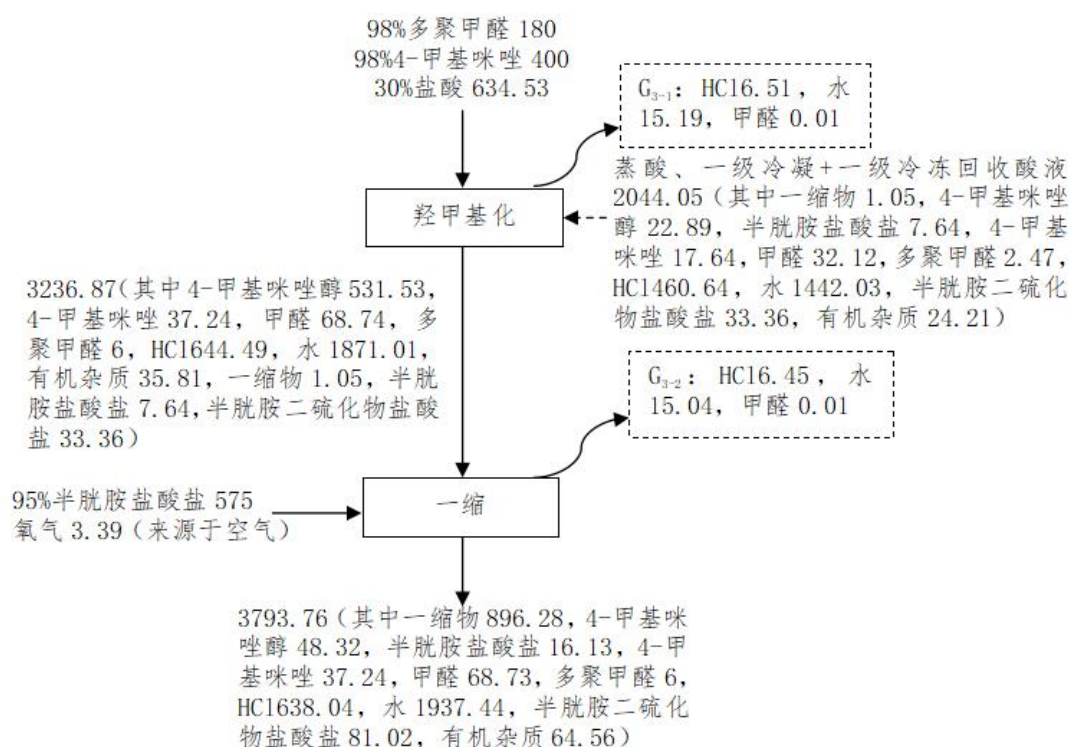 98%多聚甲醛 180
98%4-甲基咪唑 400
30%盐酸 634.53
G3-1: HCl6.51, 水
15.19, 甲醛 0.01
蒸酸、一级冷凝+一级冷冻回收酸液
2044.05（其中一缩物 1.05, 4-甲基咪唑
醇 22.89, 半胱胺盐酸盐 7.64, 4-甲基
咪唑 17.64, 甲醛 32.12, 多聚甲醛 2.47,
HCl460.64, 水 1442.03, 半胱胺二硫化
物盐酸盐 33.36, 有机杂质 24.21）
羟甲基化
3236.87(其中 4-甲基咪唑醇 531.53,
4-甲基咪唑 37.24, 甲醛 68.74, 多
聚甲醛 6, HCl644.49, 水 1871.01,
有机杂质 35.81, 一缩物 1.05, 半胱
胺盐酸盐 7.64, 半胱胺二硫化物盐酸
盐 33.36）
G3-2: HCl6.45, 水
15.04, 甲醛 0.01
95%半胱胺盐酸盐 575
氧气 3.39（来源于空气）
一缩
3793.76（其中一缩物 896.28, 4-甲基咪
唑醇 48.32, 半胱胺盐酸盐 16.13, 4-甲
基咪唑 37.24, 甲醛 68.73, 多聚甲醛 6,
HCl638.04, 水 1937.44, 半胱胺二硫化
物盐酸盐 81.02, 有机杂质 64.56）